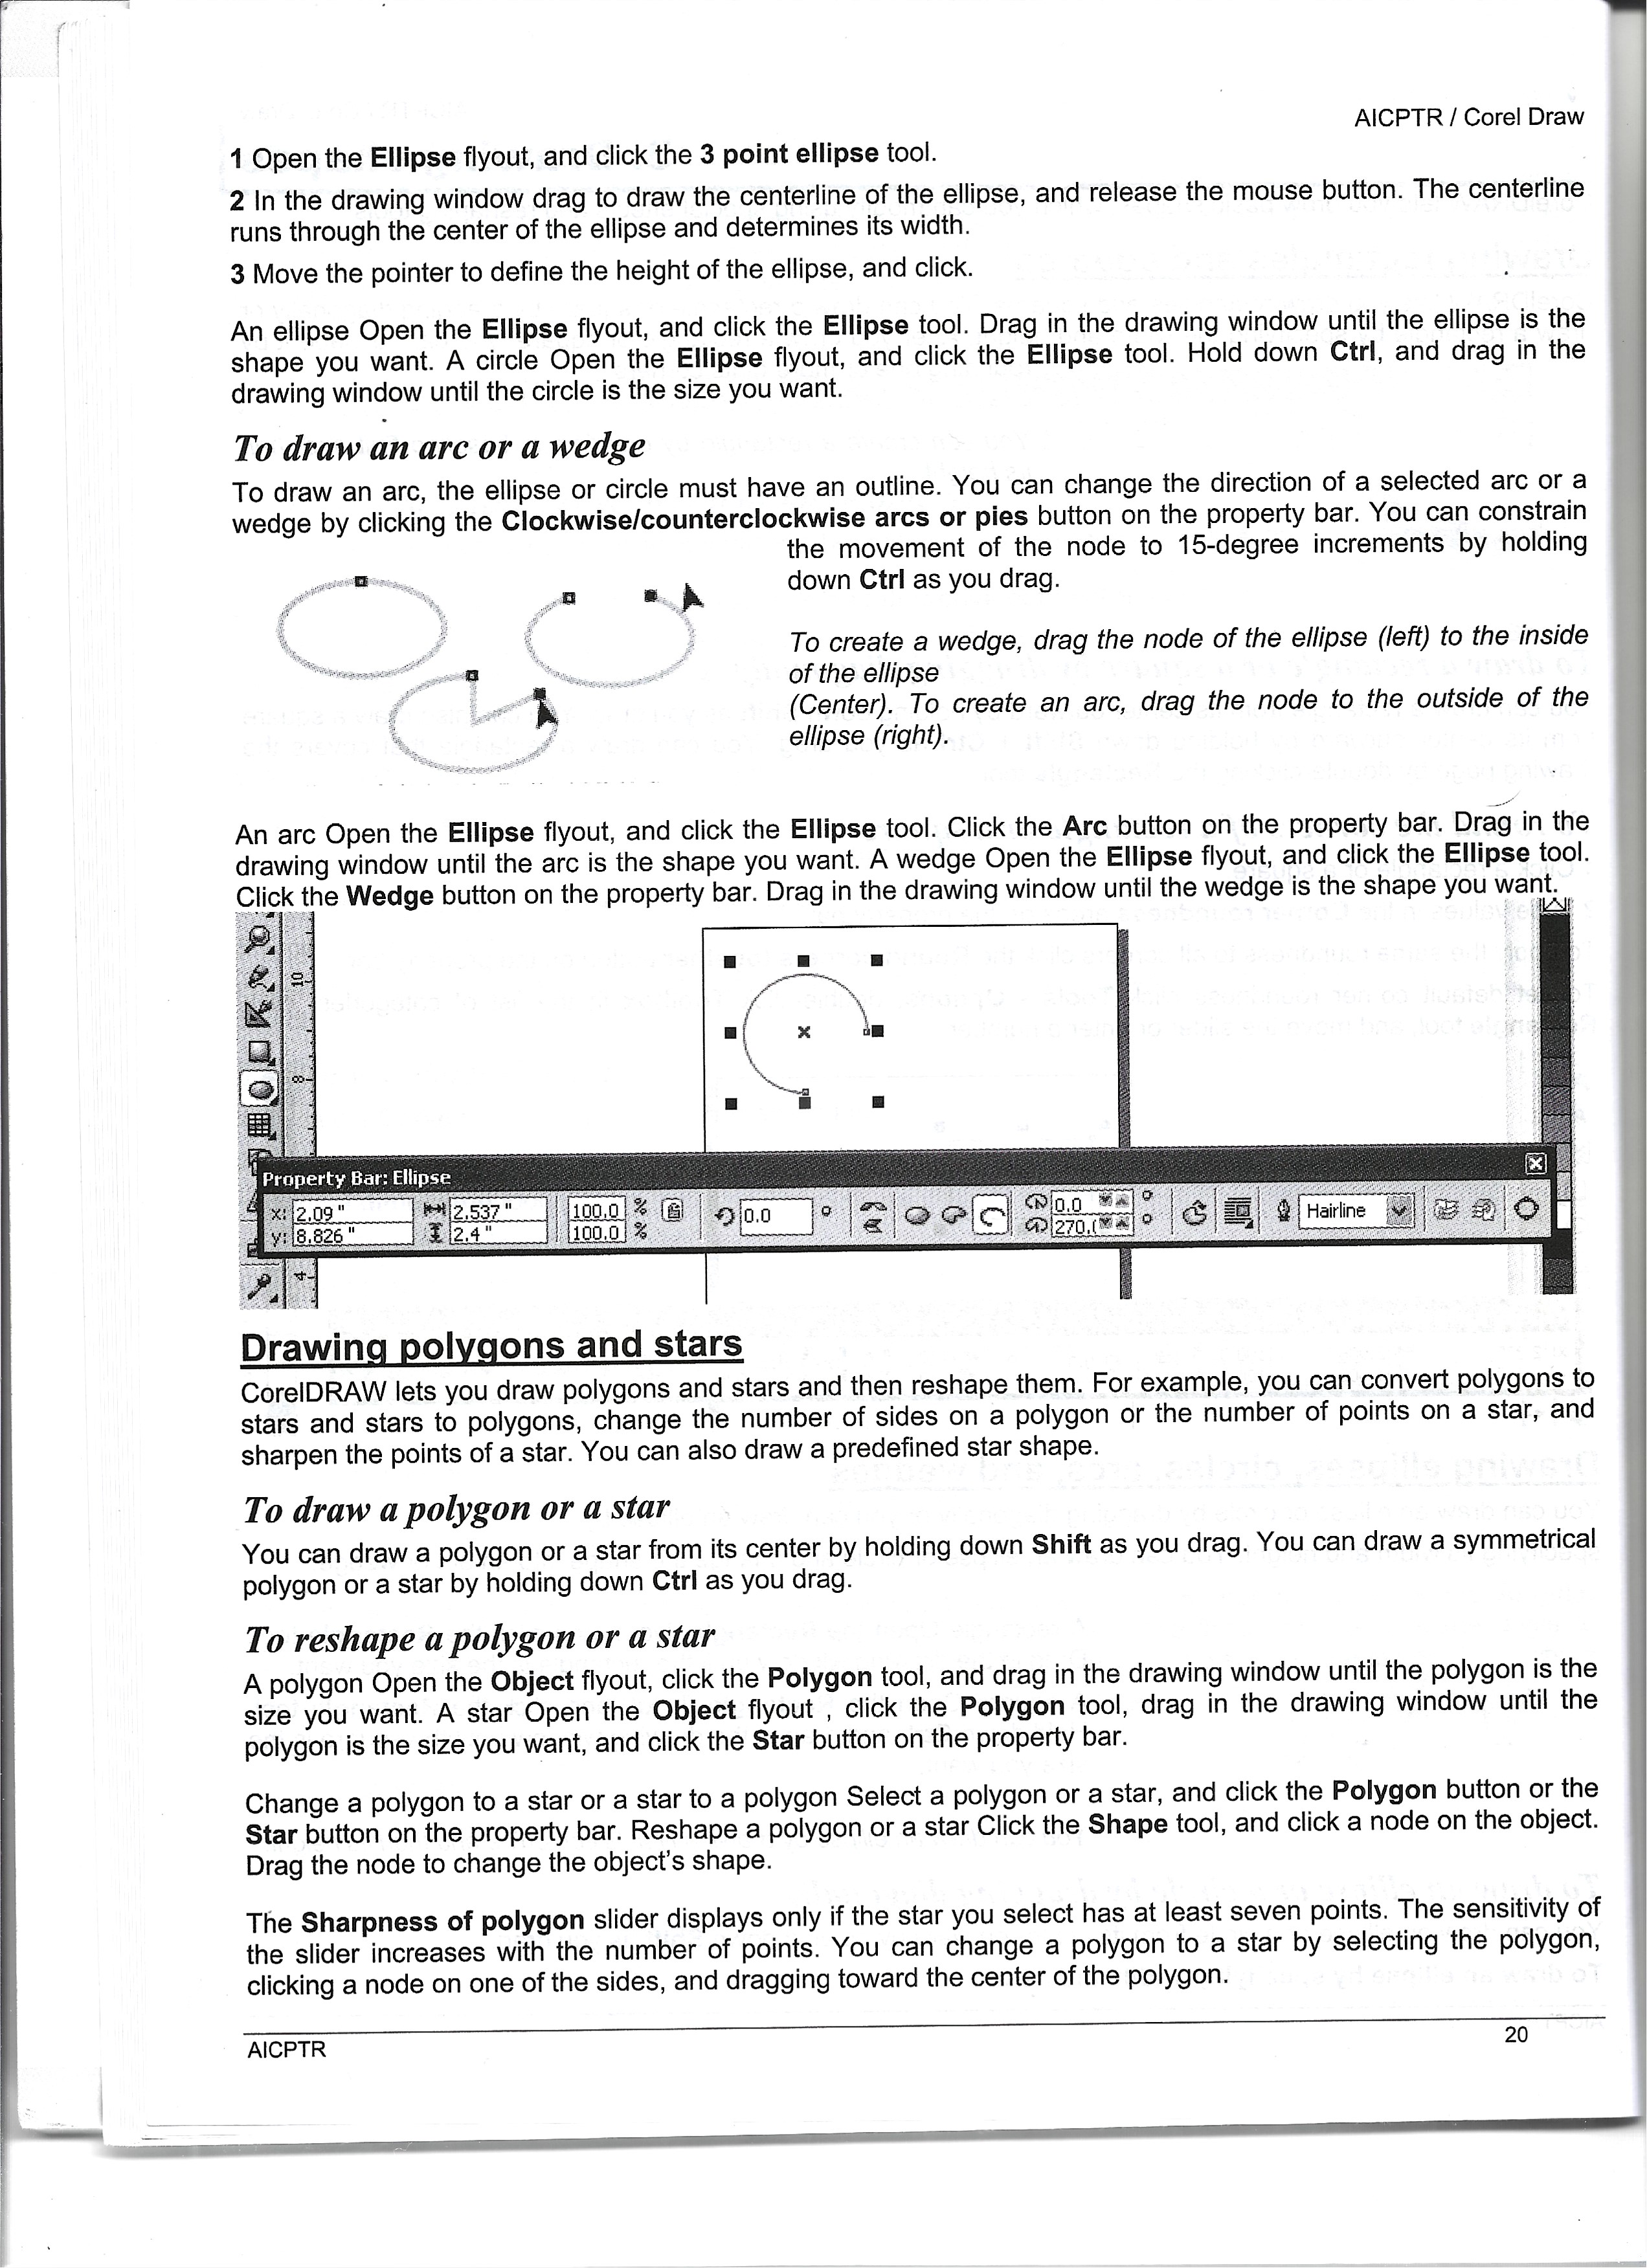 AICPTR / Corel Draw
1 Open the Ellipse flyout, and click the 3 point ellipse tool.
2 In the drawing window drag to draw the centerline of the ellipse, and release the mouse button. The centerline
runs through the center of the ellipse and determines its width.
3 Move the pointer to define the height of the ellipse, and click.
An ellipse Open the Ellipse flyout, and click the Ellipse tool. Drag in the drawing window until the ellipse is the
shape you want. A circle Open the Ellipse flyout, and click the Ellipse tool. Hold down Ctrl, and drag in the
drawing window until the circle is the size you want.
To draw an arc or a wedge
To draw an arc, the ellipse or circle must have an outline. You can change the direction of a selected arc or a
wedge by clicking the Clockwise/counterclockwise arcs or pies button on the property bar. You can constrain
the movement of the node to 15-degree increments by holding
down Ctrl as you drag.
To create a wedge, drag the node of the ellipse (left) to the inside
of the ellipse
(Center). To create an arc, drag the node to the outside of the
ellipse (right).
An arc Open the Ellipse flyout, and click the Ellipse tool. Click the Arc button on the property bar. Drag in the
drawing window until the arc is the shape you want. A wedge Open the Ellipse flyout, and click the Ellipse tool.
Click the Wedge button on the property bar. Drag in the drawing window until the wedge is the shape you want.
10
8
Property Bar: Ellipse
x: 2.09 " 2.537 " 100.0 % 0.0 ° 0.0 ° Hairline
y: 8.826 " 2.4 " 100.0 % 270.( °
4
Drawing polygons and stars
CorelDRAW lets you draw polygons and stars and then reshape them. For example, you can convert polygons to
stars and stars to polygons, change the number of sides on a polygon or the number of points on a star, and
sharpen the points of a star. You can also draw a predefined star shape.
To draw a polygon or a star
You can draw a polygon or a star from its center by holding down Shift as you drag. You can draw a symmetrical
polygon or a star by holding down Ctrl as you drag.
To reshape a polygon or a star
A polygon Open the Object flyout, click the Polygon tool, and drag in the drawing window until the polygon is the
size you want. A star Open the Object flyout , click the Polygon tool, drag in the drawing window until the
polygon is the size you want, and click the Star button on the property bar.
Change a polygon to a star or a star to a polygon Select a polygon or a star, and click the Polygon button or the
Star button on the property bar. Reshape a polygon or a star Click the Shape tool, and click a node on the object.
Drag the node to change the object's shape.
The Sharpness of polygon slider displays only if the star you select has at least seven points. The sensitivity of
the slider increases with the number of points. You can change a polygon to a star by selecting the polygon,
clicking a node on one of the sides, and dragging toward the center of the polygon.
AICPTR 20